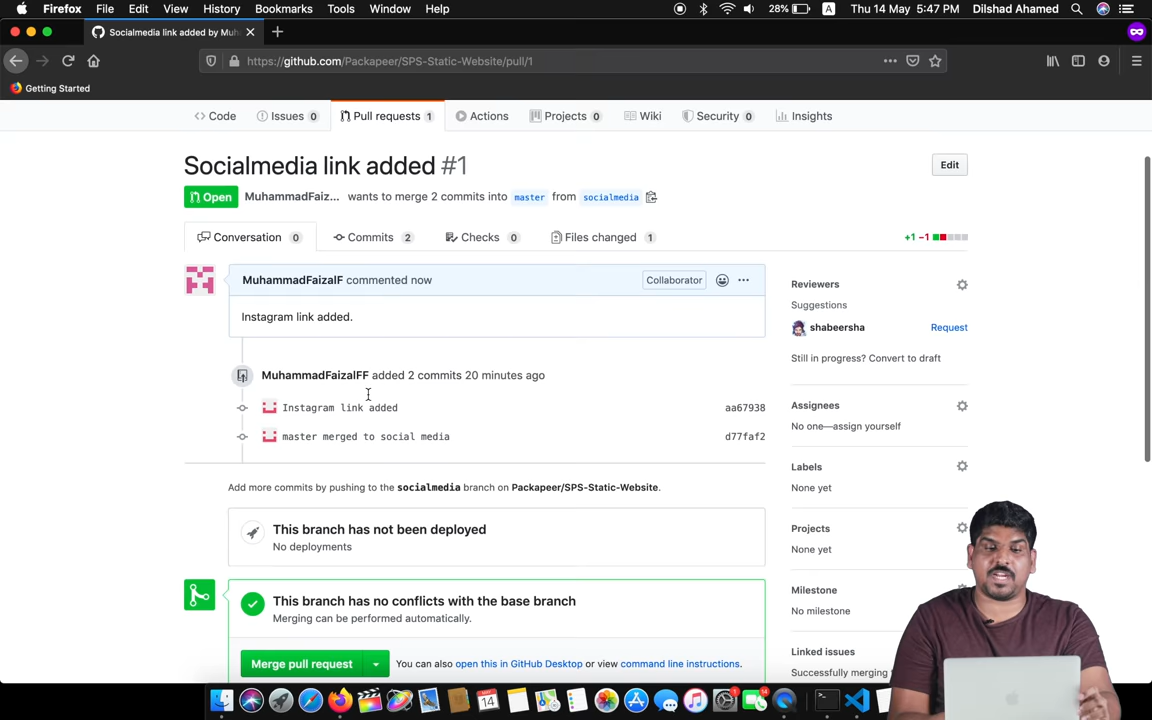 Firefox File Edit View History Bookmarks Tools Window Help 28% A Thu 14 May 5:47 PM Dilshad Ahamed
Socialmedia link added by Muh
https://github.com/Packapeer/SPS-Static-Website/pull/1
Getting Started
Code Issues 0 Pull requests 1 Actions Projects 0 Wiki Security 0 Insights
Socialmedia link added #1
Edit
Open MuhammadFaiz... wants to merge 2 commits into master from socialmedia
Conversation 0 Commits 2 Checks 0 Files changed 1 +1 −1
MuhammadFaizalF commented now Collaborator
Instagram link added.
MuhammadFaizalFF added 2 commits 20 minutes ago
Instagram link added aa67938
master merged to social media d77faf2
Add more commits by pushing to the socialmedia branch on Packapeer/SPS-Static-Website.
This branch has not been deployed
No deployments
This branch has no conflicts with the base branch
Merging can be performed automatically.
Merge pull request You can also open this in GitHub Desktop or view command line instructions.
Reviewers
Suggestions
shabeersha Request
Still in progress? Convert to draft
Assignees
No one—assign yourself
Labels
None yet
Projects
None yet
Milestone
No milestone
Linked issues
Successfully merging